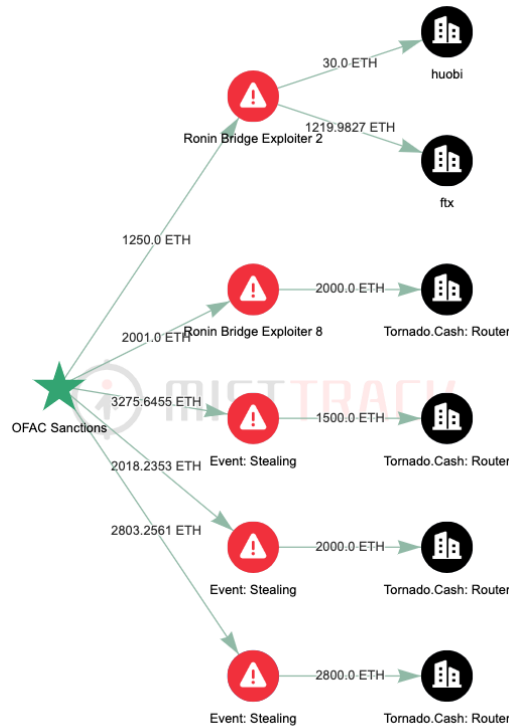 30.0 ETH
huobi
Ronin Bridge Exploiter 2
1219.9827 ETH
ftx
1250.0 ETH
2000.0 ETH
2001.0 ETH
Ronin Bridge Exploiter 8
Tornado.Cash: Router
MISTTRACK
OFAC Sanctions
3275.6455 ETH
1500.0 ETH
Event: Stealing
Tornado.Cash: Router
2018.2353 ETH
2803.2561 ETH
2000.0 ETH
Event: Stealing
Tornado.Cash: Router
2800.0 ETH
Event: Stealing
Tornado.Cash: Router